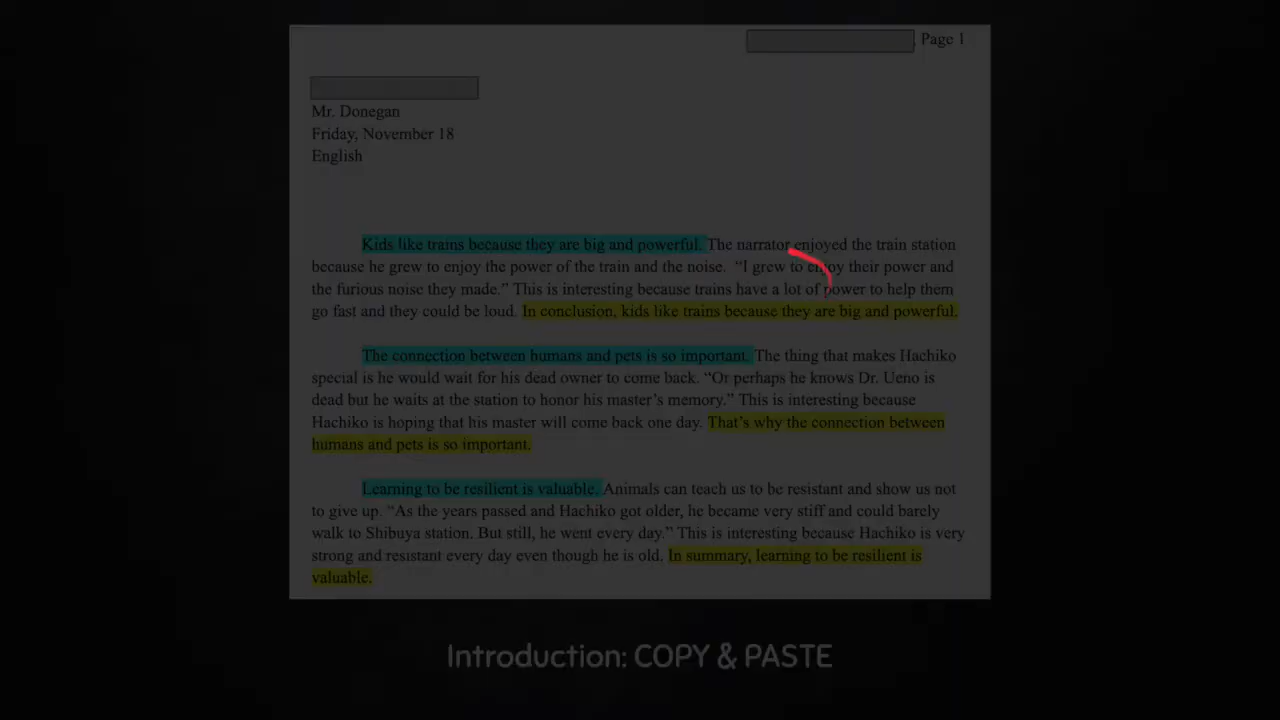 , Page 1
Mr. Donegan
Friday, November 18
English
Kids like trains because they are big and powerful. The narrator enjoyed the train station
because he grew to enjoy the power of the train and the noise. “I grew to enjoy their power and
the furious noise they made.” This is interesting because trains have a lot of power to help them
go fast and they could be loud. In conclusion, kids like trains because they are big and powerful.
The connection between humans and pets is so important. The thing that makes Hachiko
special is he would wait for his dead owner to come back. “Or perhaps he knows Dr. Ueno is
dead but he waits at the station to honor his master’s memory.” This is interesting because
Hachiko is hoping that his master will come back one day. That’s why the connection between
humans and pets is so important.
Learning to be resilient is valuable. Animals can teach us to be resistant and show us not
to give up. “As the years passed and Hachiko got older, he became very stiff and could barely
walk to Shibuya station. But still, he went every day.” This is interesting because Hachiko is very
strong and resistant every day even though he is old. In summary, learning to be resilient is
valuable.
Introduction: COPY & PASTE